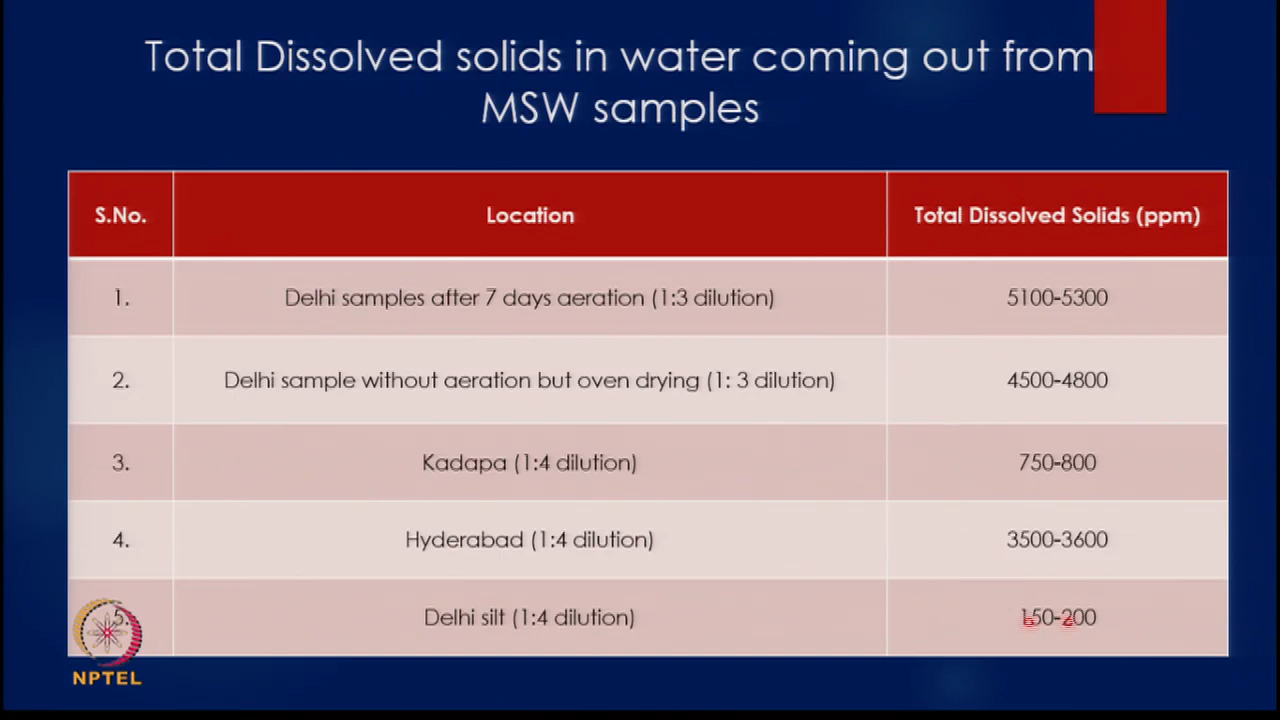 Total Dissolved solids in water coming out from
MSW samples
S.No. Location Total Dissolved Solids (ppm)
1. Delhi samples after 7 days aeration (1:3 dilution) 5100-5300
2. Delhi sample without aeration but oven drying (1: 3 dilution) 4500-4800
3. Kadapa (1:4 dilution) 750-800
4. Hyderabad (1:4 dilution) 3500-3600
5. Delhi silt (1:4 dilution) 150-200
NPTEL